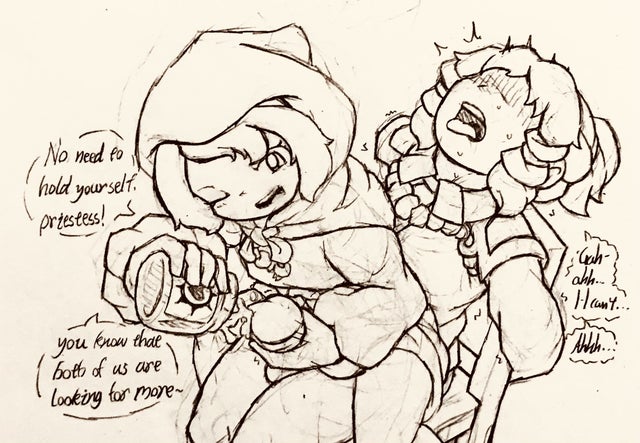 No need to
hold yourself,
priestess!
you know that
both of us are
looking for more~
Gah-
ahh...
I-I can't...
Ahhh...